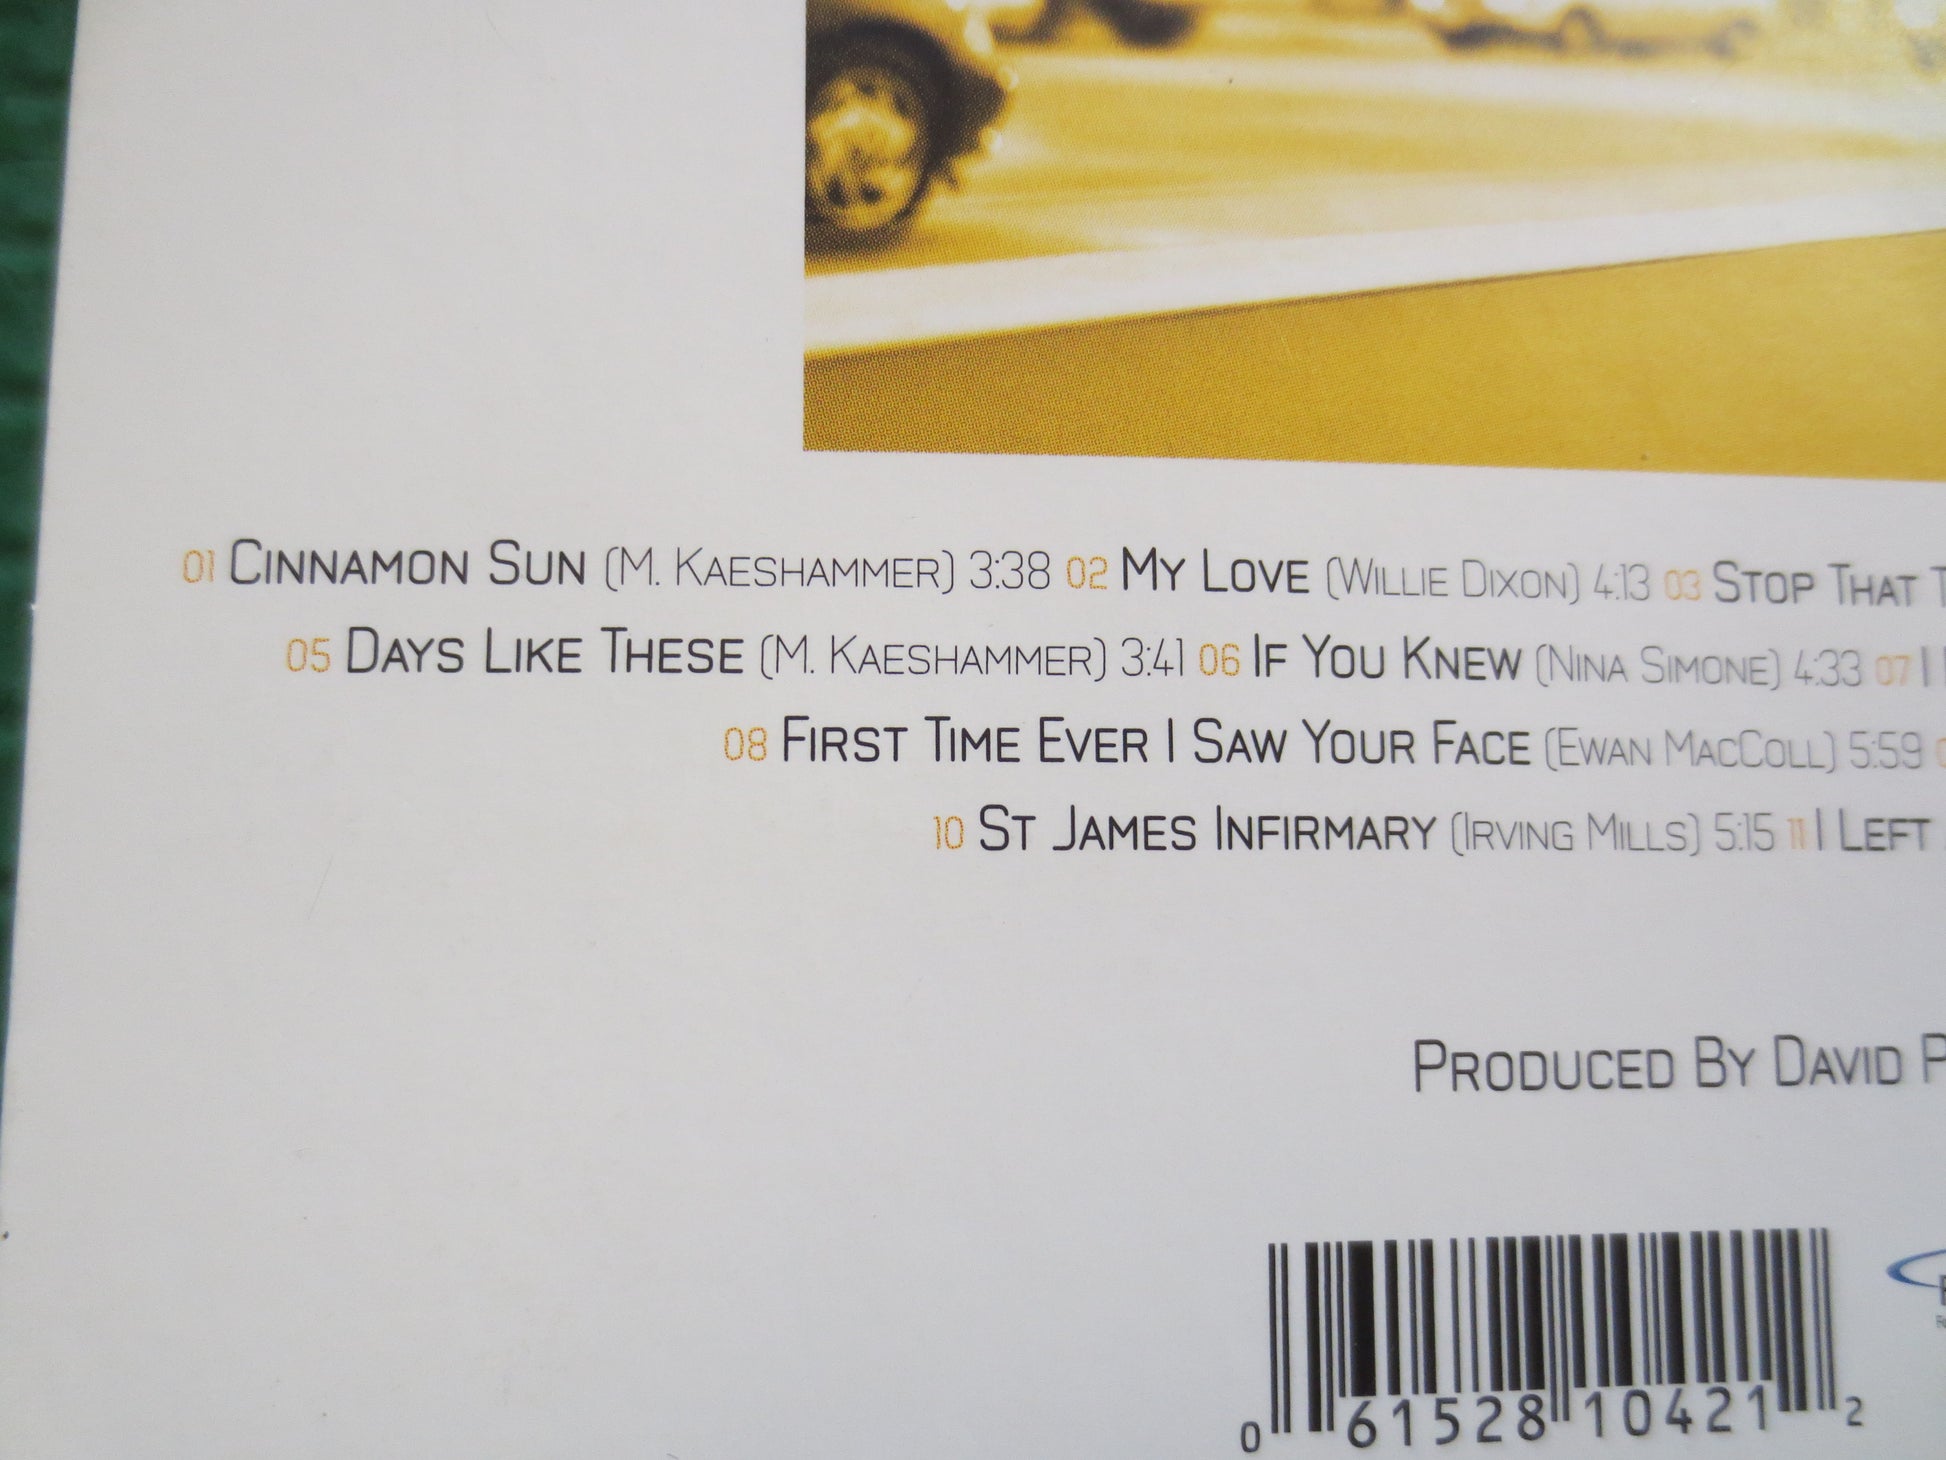 01 Cinnamon Sun (M. Kaeshammer) 3:38 02 My Love (Willie Dixon) 4:13 03 Stop That
05 Days Like These (M. Kaeshammer) 3:41 06 If You Knew (Nina Simone) 4:33 07 I
08 First Time Ever I Saw Your Face (Ewan MacColl) 5:59
10 St James Infirmary (Irving Mills) 5:15 11 I Left
Produced By David
0 61528 10421 2